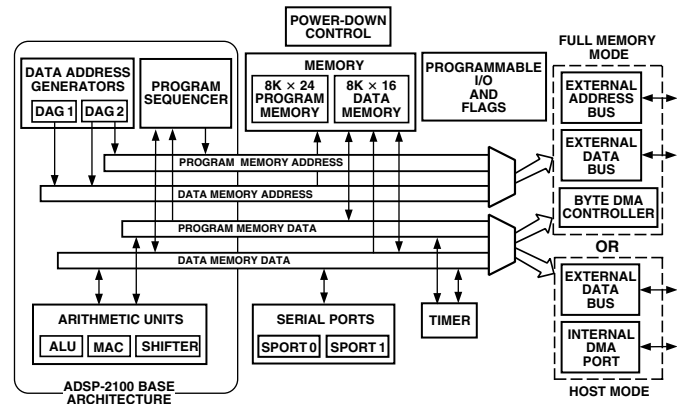 POWER-DOWN
CONTROL
FULL MEMORY
MODE
DATA ADDRESS
GENERATORS
DAG 1
DAG 2
PROGRAM
SEQUENCER
MEMORY
8K × 24
PROGRAM
MEMORY
8K × 16
DATA
MEMORY
PROGRAMMABLE
I/O
AND
FLAGS
EXTERNAL
ADDRESS
BUS
EXTERNAL
DATA
BUS
BYTE DMA
CONTROLLER
OR
PROGRAM MEMORY ADDRESS
DATA MEMORY ADDRESS
PROGRAM MEMORY DATA
DATA MEMORY DATA
EXTERNAL
DATA
BUS
INTERNAL
DMA
PORT
HOST MODE
ARITHMETIC UNITS
ALU
MAC
SHIFTER
SERIAL PORTS
SPORT 0
SPORT 1
TIMER
ADSP-2100 BASE
ARCHITECTURE